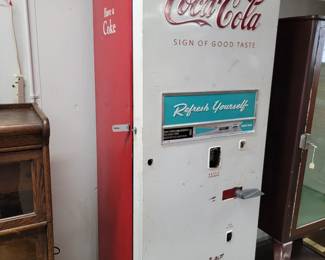 Have a
Coke
Coca-Cola
SIGN OF GOOD TASTE
Refresh Yourself